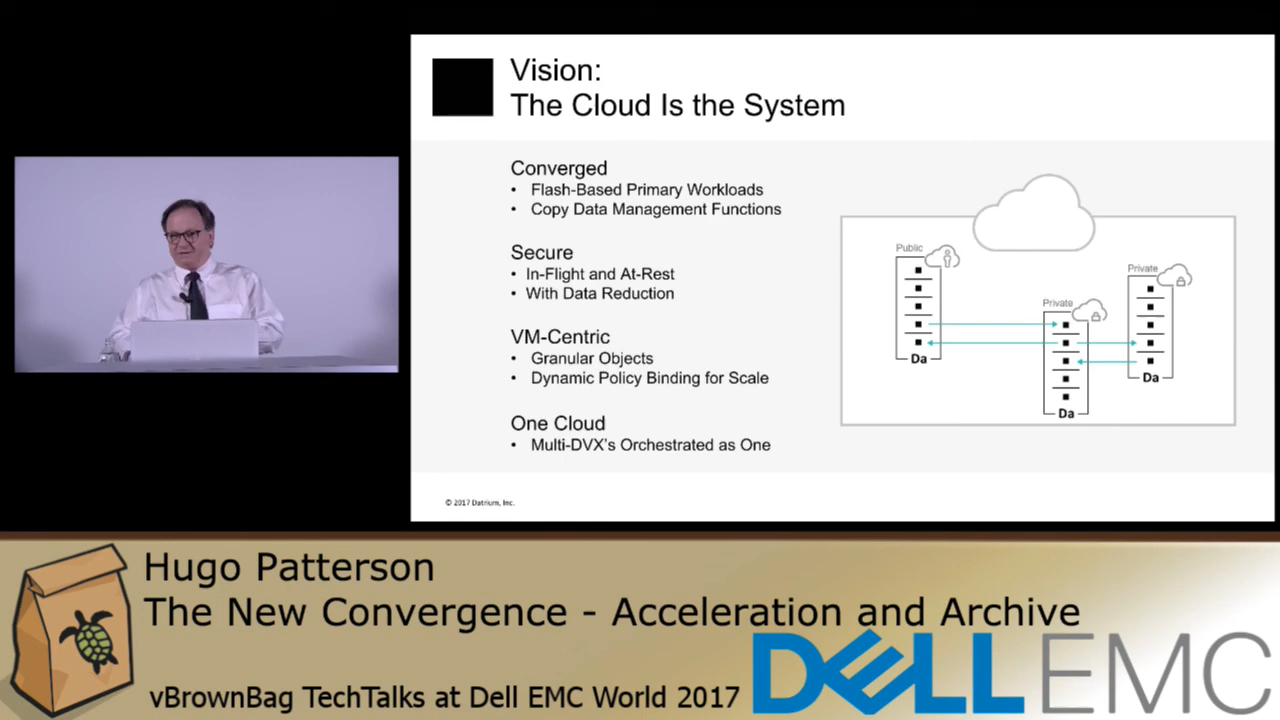 Vision:
The Cloud Is the System
Converged
• Flash-Based Primary Workloads
• Copy Data Management Functions
Secure
• In-Flight and At-Rest
• With Data Reduction
VM-Centric
• Granular Objects
• Dynamic Policy Binding for Scale
One Cloud
• Multi-DVX's Orchestrated as One
Public
Da
Private
Da
Private
Da
© 2017 Datrium, Inc.
Hugo Patterson
The New Convergence - Acceleration and Archive
vBrownBag TechTalks at Dell EMC World 2017
DELL EMC